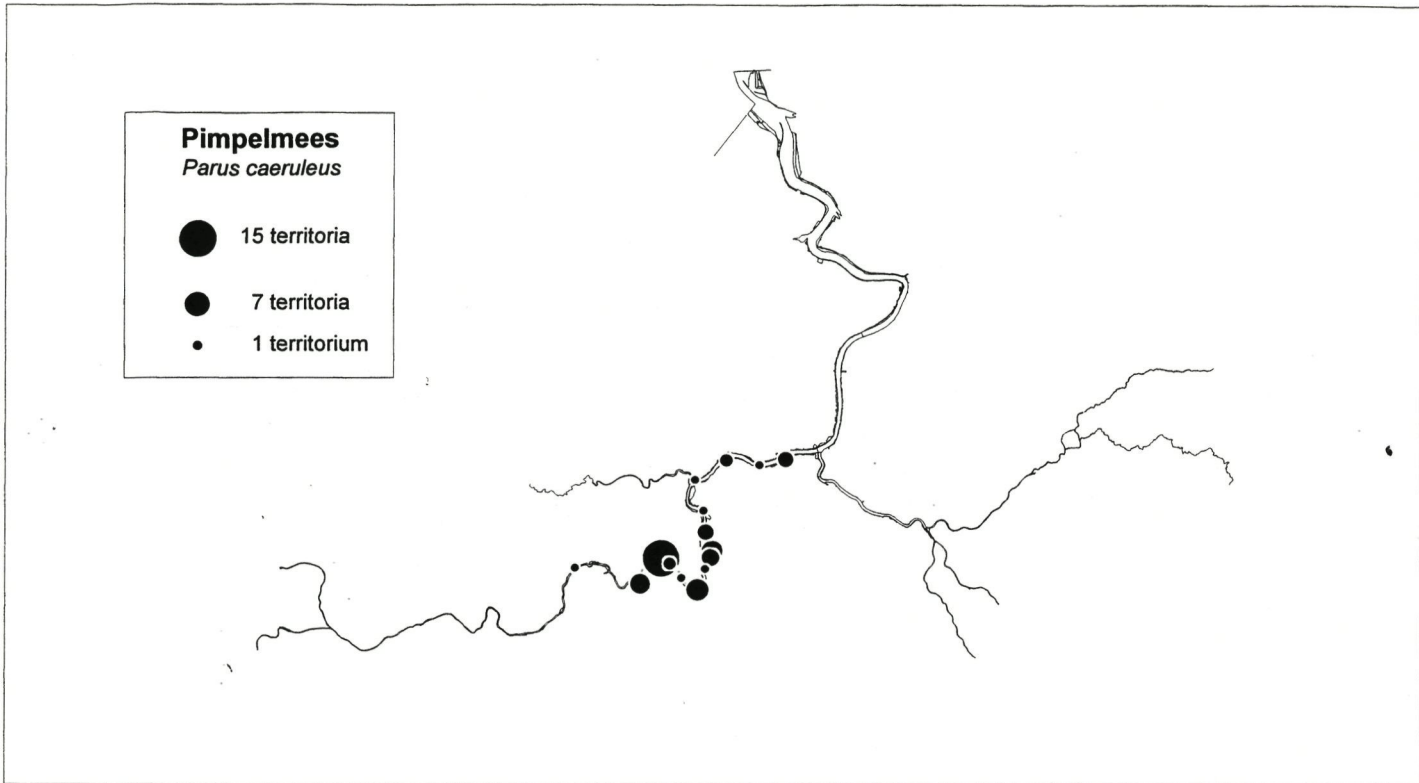 Pimpelmees
Parus caeruleus
15 territoria
7 territoria
1 territorium